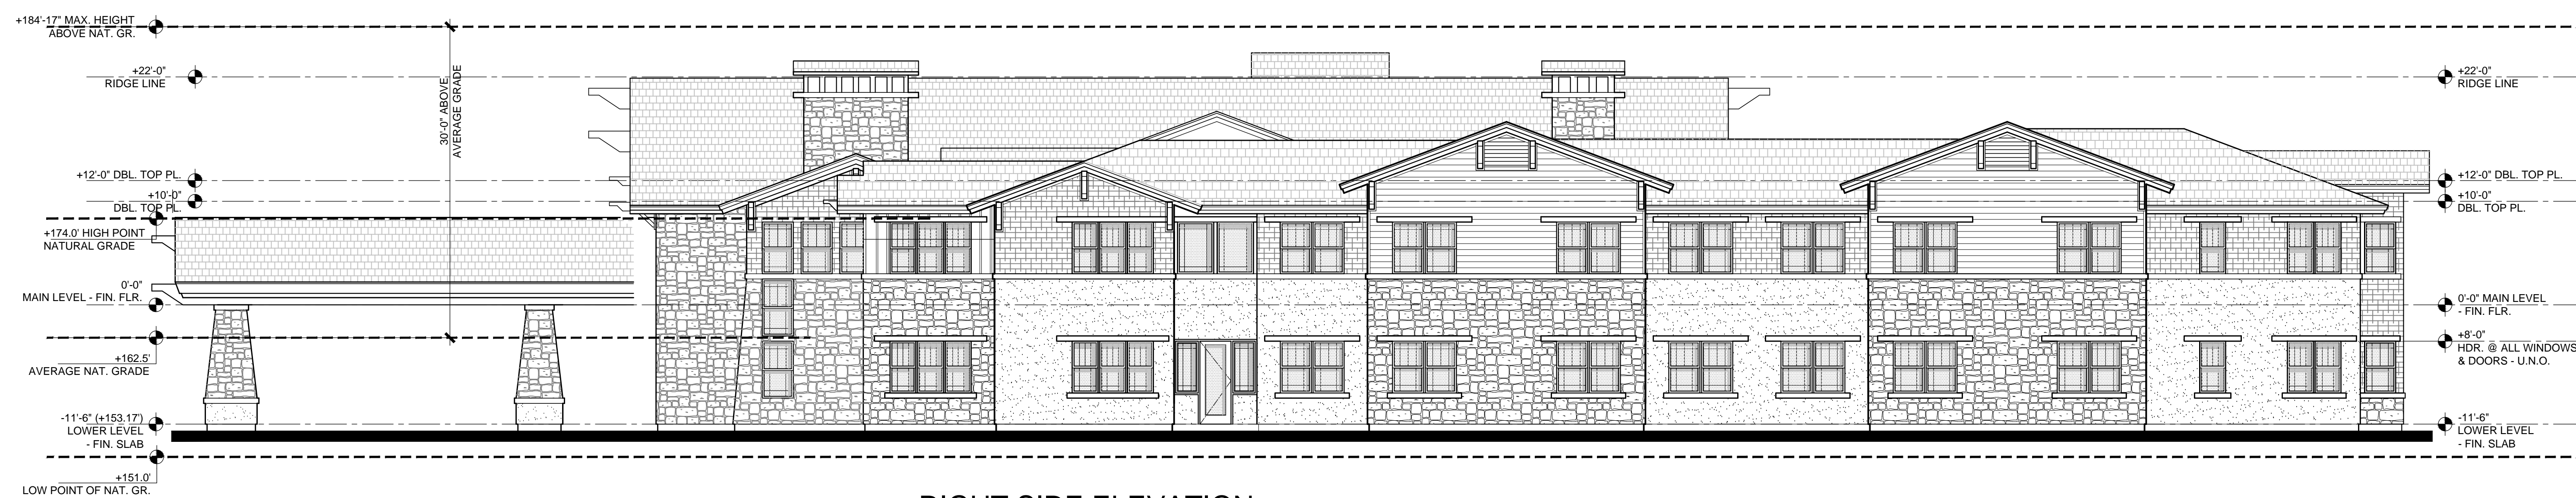 +184'-17" MAX. HEIGHT
ABOVE NAT. GR.
+22'-0"
RIDGE LINE
30'-0" ABOVE
AVERAGE GRADE
+12'-0" DBL. TOP PL.
+10'-0"
DBL. TOP PL.
+174.0' HIGH POINT
NATURAL GRADE
0'-0"
MAIN LEVEL - FIN. FLR.
+162.5'
AVERAGE NAT. GRADE
-11'-6" (+153.17')
LOWER LEVEL
- FIN. SLAB
+151.0'
LOW POINT OF NAT. GR.
+22'-0"
RIDGE LINE
+12'-0" DBL. TOP PL.
+10'-0"
DBL. TOP PL.
0'-0" MAIN LEVEL
- FIN. FLR.
+8'-0"
HDR. @ ALL WINDOWS
& DOORS - U.N.O.
-11'-6"
LOWER LEVEL
- FIN. SLAB
RIGHT SIDE ELEVATION